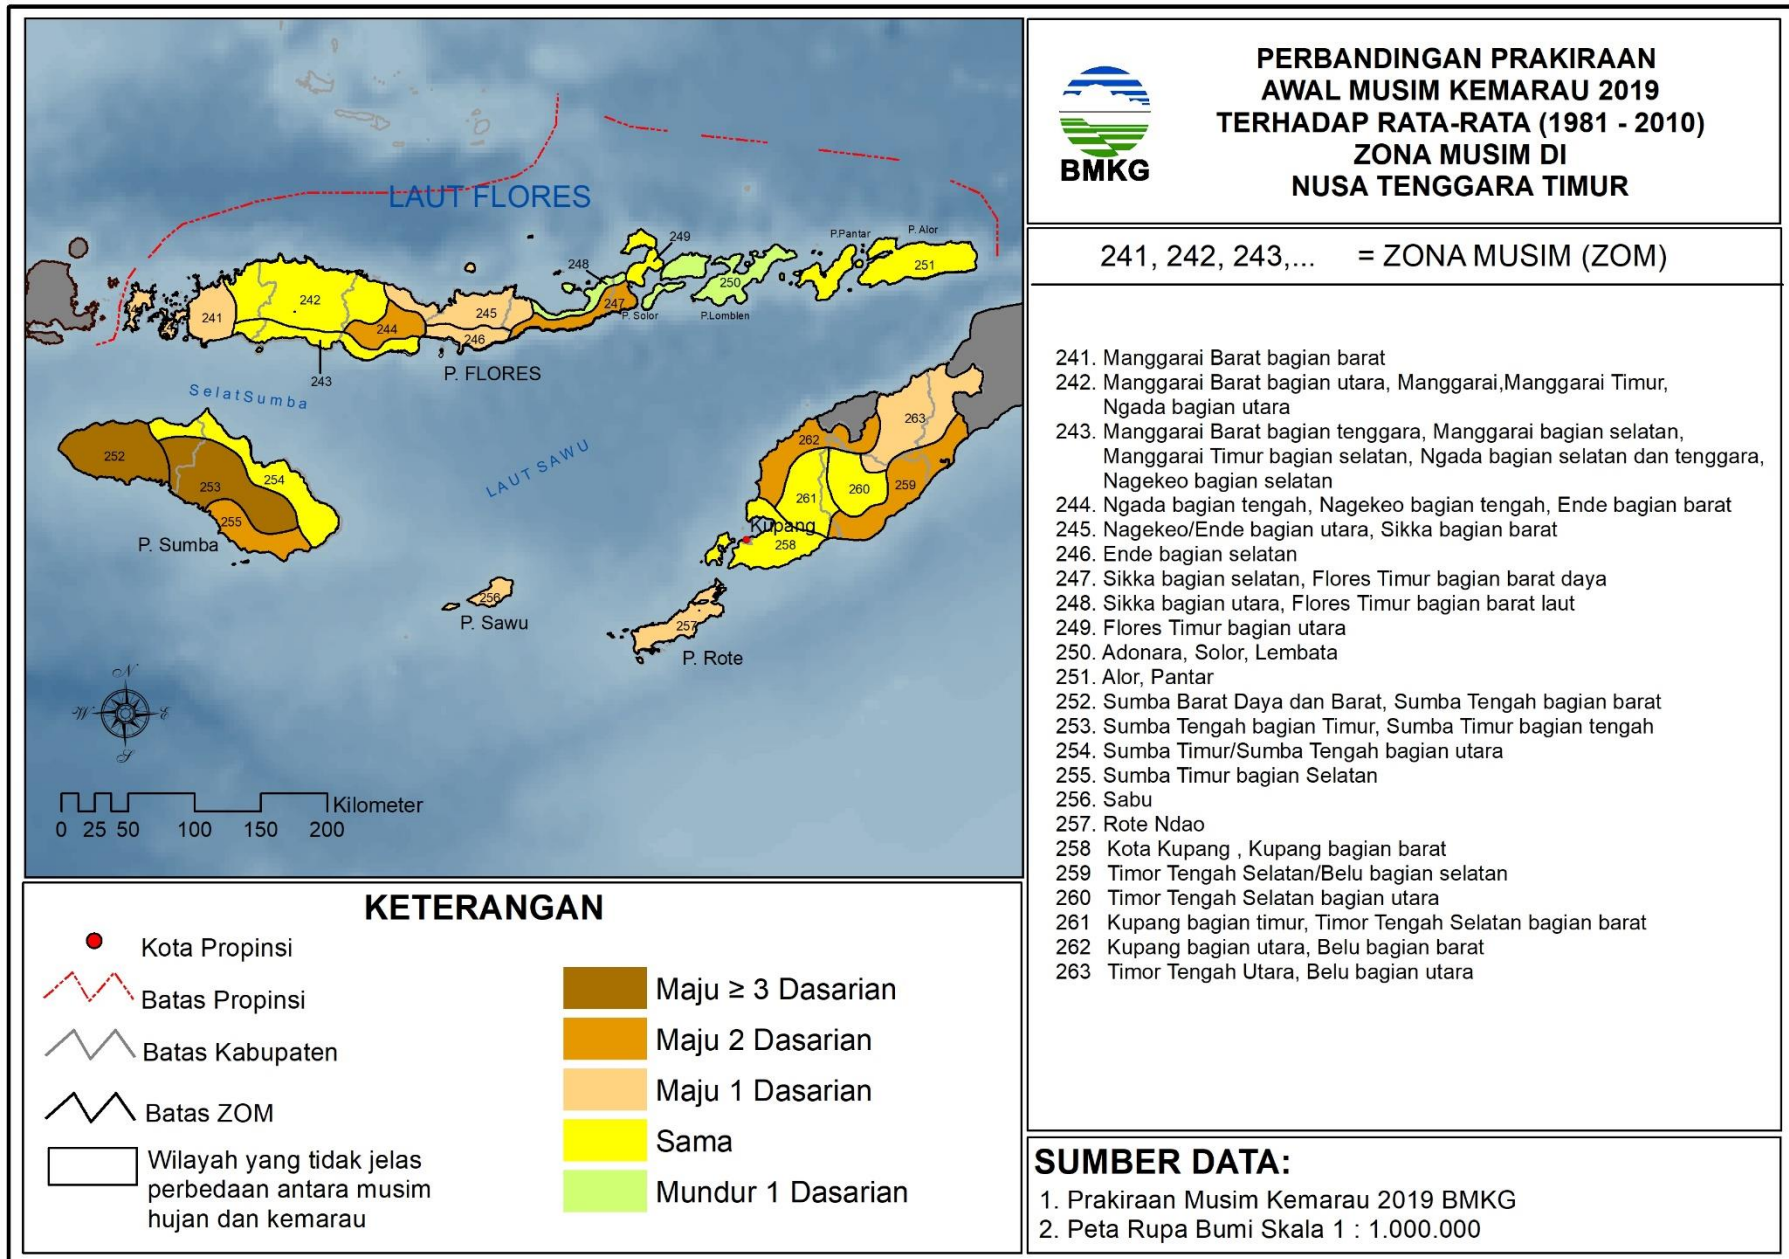 LAUT FLORES
P.Pantar
P. Alor
249
248
251
250
242
247
P. Solor
P.Lomblen
241
245
244
246
243
P. FLORES
SelatSumba
263
262
252
LAUT SAWU
254
253
261
260
259
255
Kupang
258
P. Sumba
256
P. Sawu
257
P. Rote
N
W
E
S
Kilometer
0 25 50 100 150 200
PERBANDINGAN PRAKIRAAN
AWAL MUSIM KEMARAU 2019
TERHADAP RATA-RATA (1981 - 2010)
ZONA MUSIM DI
NUSA TENGGARA TIMUR
BMKG
241, 242, 243,... = ZONA MUSIM (ZOM)
241. Manggarai Barat bagian barat
242. Manggarai Barat bagian utara, Manggarai,Manggarai Timur,
Ngada bagian utara
243. Manggarai Barat bagian tenggara, Manggarai bagian selatan,
Manggarai Timur bagian selatan, Ngada bagian selatan dan tenggara,
Nagekeo bagian selatan
244. Ngada bagian tengah, Nagekeo bagian tengah, Ende bagian barat
245. Nagekeo/Ende bagian utara, Sikka bagian barat
246. Ende bagian selatan
247. Sikka bagian selatan, Flores Timur bagian barat daya
248. Sikka bagian utara, Flores Timur bagian barat laut
249. Flores Timur bagian utara
250. Adonara, Solor, Lembata
251. Alor, Pantar
252. Sumba Barat Daya dan Barat, Sumba Tengah bagian barat
253. Sumba Tengah bagian Timur, Sumba Timur bagian tengah
254. Sumba Timur/Sumba Tengah bagian utara
255. Sumba Timur bagian Selatan
256. Sabu
257. Rote Ndao
258 Kota Kupang , Kupang bagian barat
259 Timor Tengah Selatan/Belu bagian selatan
260 Timor Tengah Selatan bagian utara
261 Kupang bagian timur, Timor Tengah Selatan bagian barat
262 Kupang bagian utara, Belu bagian barat
263 Timor Tengah Utara, Belu bagian utara
KETERANGAN
Kota Propinsi
Batas Propinsi
Batas Kabupaten
Batas ZOM
Wilayah yang tidak jelas
perbedaan antara musim
hujan dan kemarau
Maju ≥ 3 Dasarian
Maju 2 Dasarian
Maju 1 Dasarian
Sama
Mundur 1 Dasarian
SUMBER DATA:
1. Prakiraan Musim Kemarau 2019 BMKG
2. Peta Rupa Bumi Skala 1 : 1.000.000